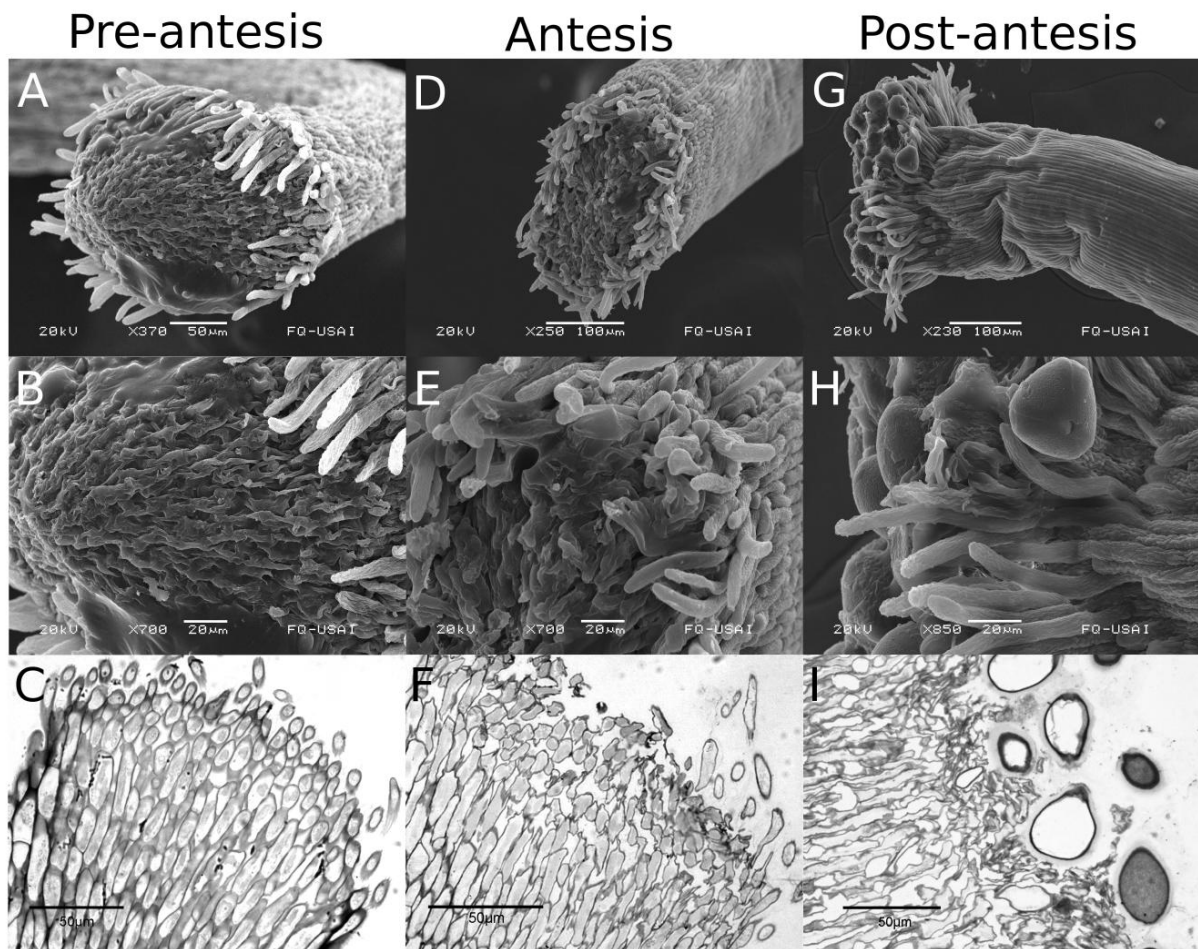 Pre-antesis Antesis Post-antesis
A D G
20kV X370 50µm FQ-USAI 20kV X250 100µm FQ-USAI 20kV X230 100µm FQ-USAI
B E H
20kV X700 20µm FQ-USAI 20kV X700 20µm FQ-USAI 20kV X850 20µm FQ-USAI
C F I
50µm 50µm 50µm